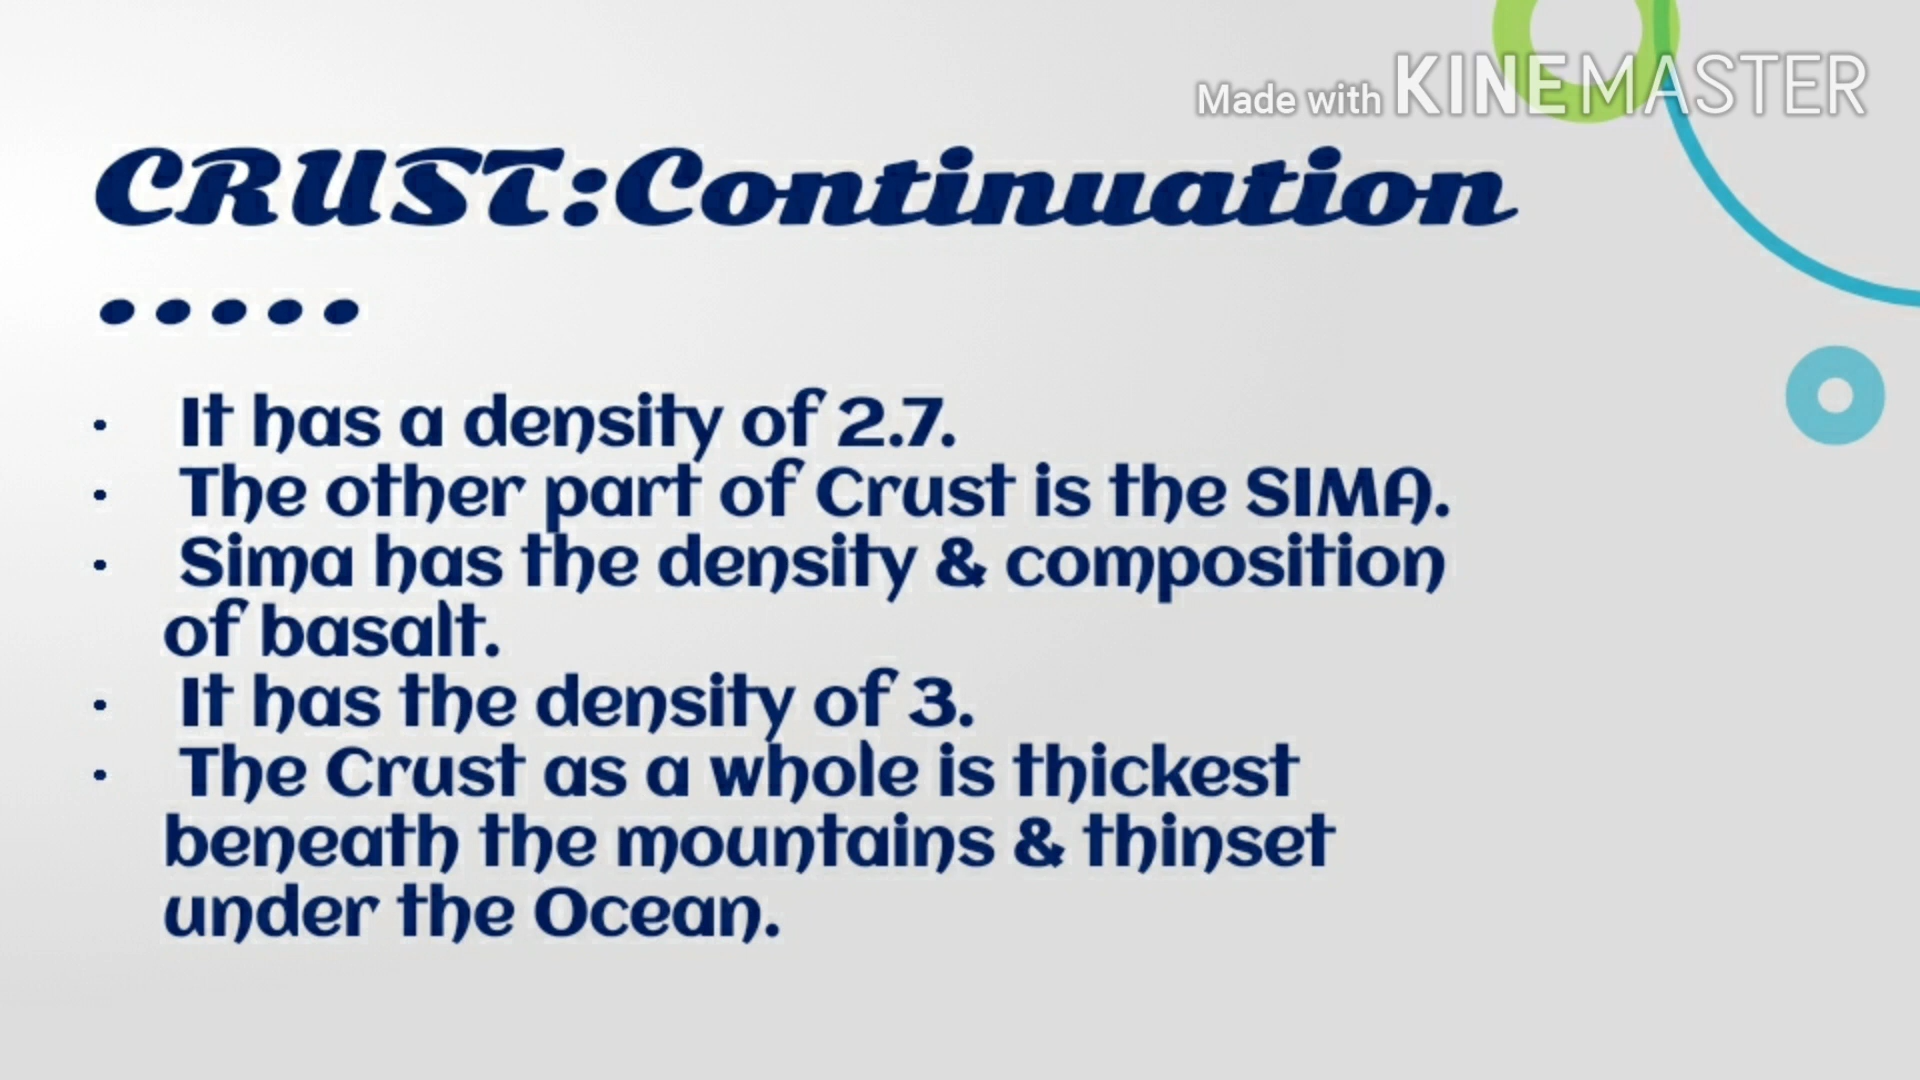 Made with KINEMASTER
CRUST:Continuation
.....
• It has a density of 2.7.
• The other part of Crust is the SIMA.
• Sima has the density & composition
of basalt.
• It has the density of 3.
• The Crust as a whole is thickest
beneath the mountains & thinset
under the Ocean.